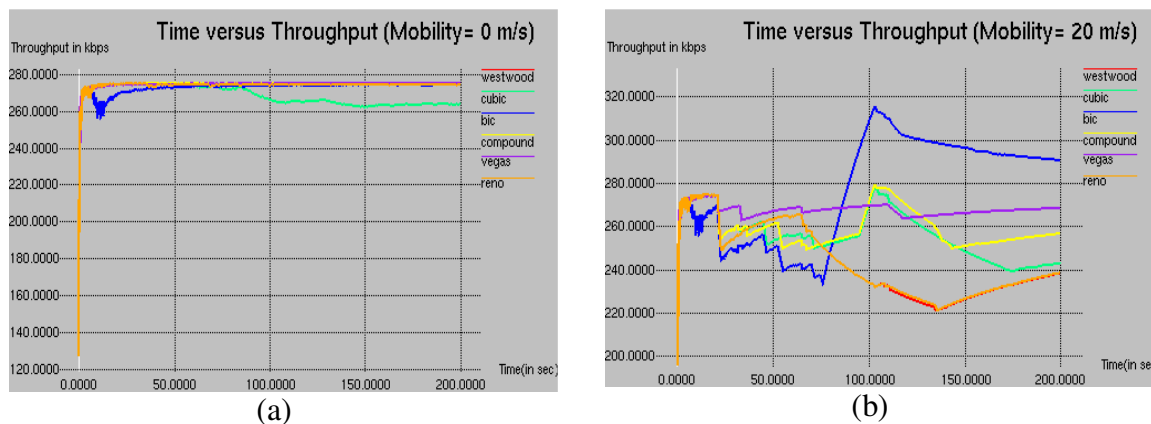 Time versus Throughput (Mobility= 0 m/s)
Throughput in kbps
280.0000
260.0000
240.0000
220.0000
200.0000
180.0000
160.0000
140.0000
120.0000
westwood
cubic
bic
compound
vegas
reno
Time(in sec)
0.0000
50.0000
100.0000
150.0000
200.0000
(a)
Time versus Throughput (Mobility= 20 m/s)
Throughput in kbps
320.0000
300.0000
280.0000
260.0000
240.0000
220.0000
200.0000
westwood
cubic
bic
compound
vegas
reno
Time(in se
0.0000
50.0000
100.0000
150.0000
200.0000
(b)